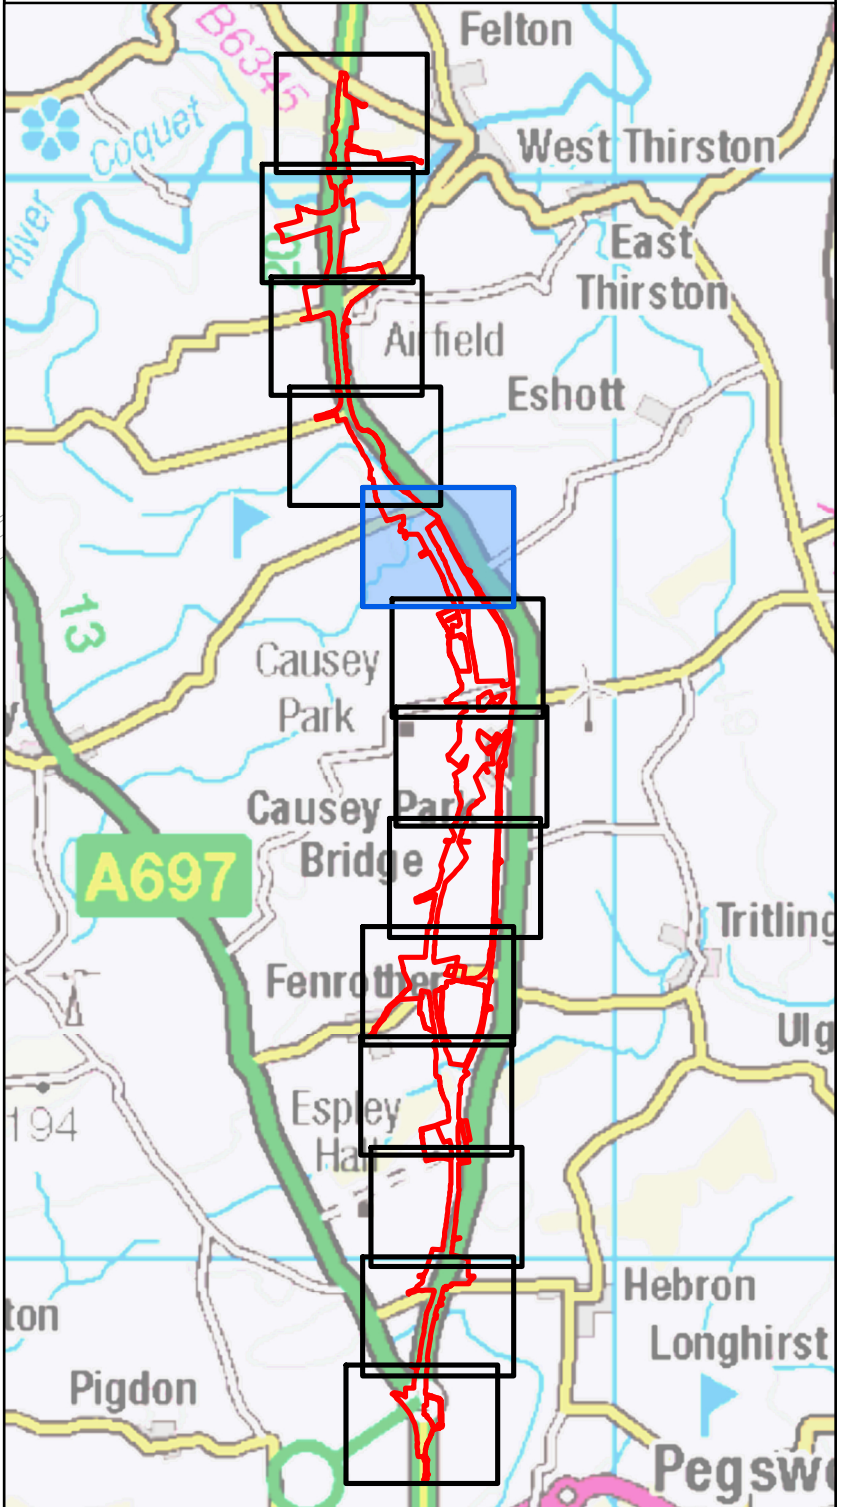 Felton
B6345
Coquet
West Thirston
River
East
Thirston
20
Airfield
Eshott
13
Causey
Park
Causey Park
Bridge
A697
Tritling
Fenrother
Ulg
194
Espley
Hall
Hebron
ton
Longhirst
Pigdon
Pegsw